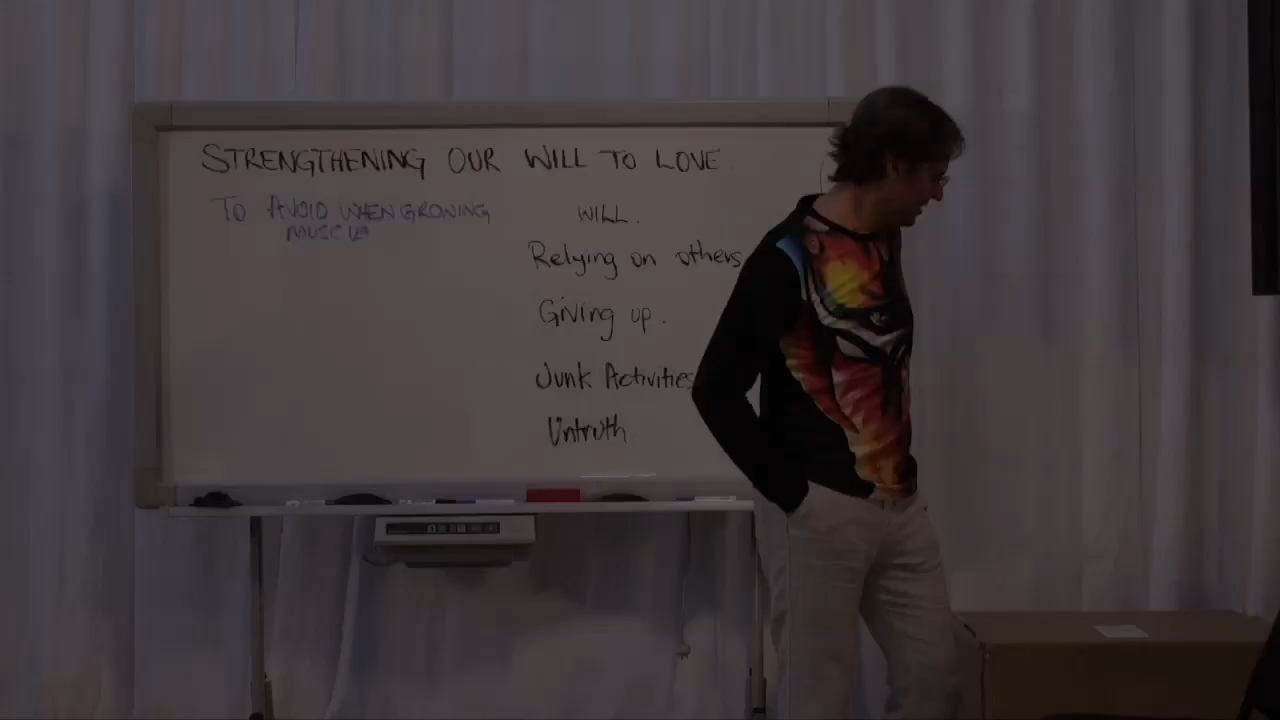 STRENGTHENING OUR WILL TO LOVE.
TO AVOID WHEN GROWING
MUSCLE
WILL.
Relying on others
Giving up.
Junk Activities
Untruth